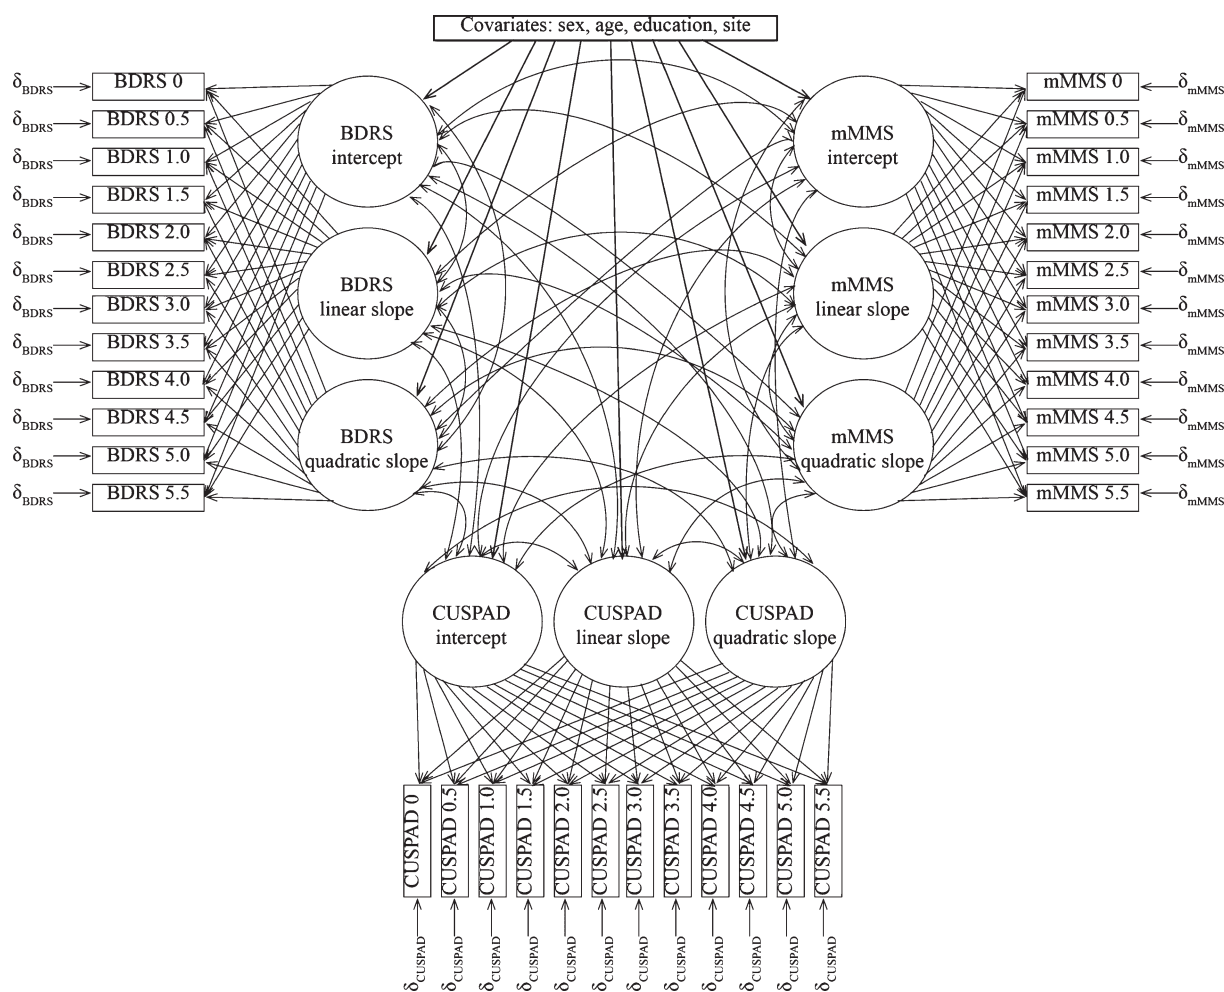 Covariates: sex, age, education, site
δBDRS
BDRS 0
δBDRS
BDRS 0.5
δBDRS
BDRS 1.0
δBDRS
BDRS 1.5
δBDRS
BDRS 2.0
δBDRS
BDRS 2.5
δBDRS
BDRS 3.0
δBDRS
BDRS 3.5
δBDRS
BDRS 4.0
δBDRS
BDRS 4.5
δBDRS
BDRS 5.0
δBDRS
BDRS 5.5
BDRS
intercept
BDRS
linear slope
BDRS
quadratic slope
mMMS
intercept
mMMS
linear slope
mMMS
quadratic slope
mMMS 0
δmMMS
mMMS 0.5
δmMMS
mMMS 1.0
δmMMS
mMMS 1.5
δmMMS
mMMS 2.0
δmMMS
mMMS 2.5
δmMMS
mMMS 3.0
δmMMS
mMMS 3.5
δmMMS
mMMS 4.0
δmMMS
mMMS 4.5
δmMMS
mMMS 5.0
δmMMS
mMMS 5.5
δmMMS
CUSPAD
intercept
CUSPAD
linear slope
CUSPAD
quadratic slope
CUSPAD 0
CUSPAD 0.5
CUSPAD 1.0
CUSPAD 1.5
CUSPAD 2.0
CUSPAD 2.5
CUSPAD 3.0
CUSPAD 3.5
CUSPAD 4.0
CUSPAD 4.5
CUSPAD 5.0
CUSPAD 5.5
δCUSPAD
δCUSPAD
δCUSPAD
δCUSPAD
δCUSPAD
δCUSPAD
δCUSPAD
δCUSPAD
δCUSPAD
δCUSPAD
δCUSPAD
δCUSPAD